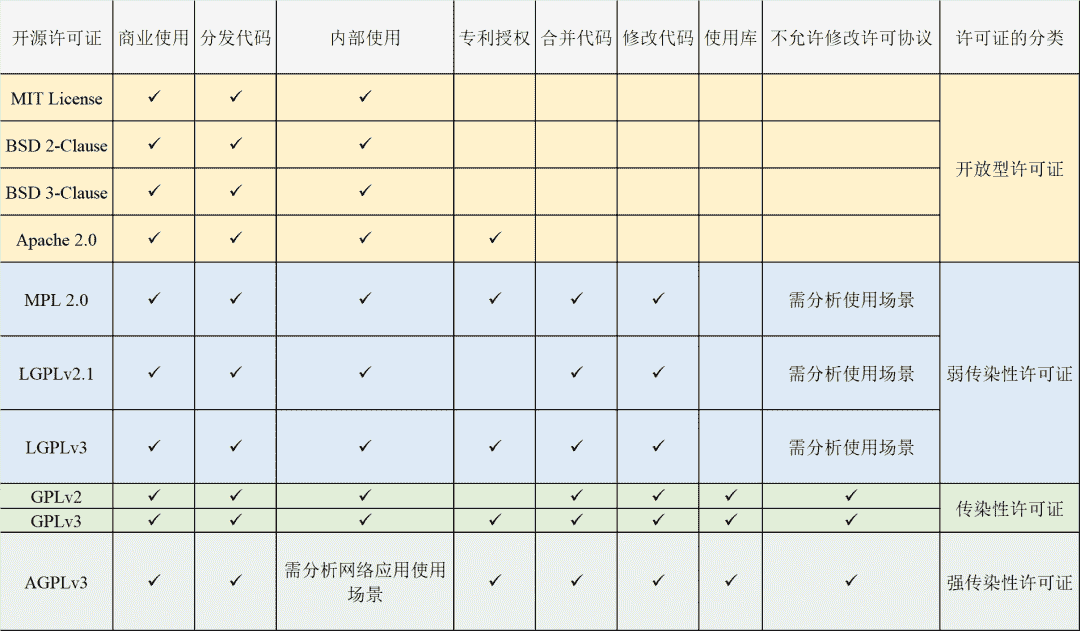 开源许可证 商业使用 分发代码 内部使用 专利授权 合并代码 修改代码 使用库 不允许修改许可协议 许可证的分类
MIT License ✓ ✓ ✓
BSD 2-Clause ✓ ✓ ✓
BSD 3-Clause ✓ ✓ ✓
Apache 2.0 ✓ ✓ ✓ ✓
开放型许可证
MPL 2.0 ✓ ✓ ✓ ✓ ✓ ✓ 需分析使用场景
LGPLv2.1 ✓ ✓ ✓ ✓ ✓ 需分析使用场景
LGPLv3 ✓ ✓ ✓ ✓ ✓ ✓ 需分析使用场景
弱传染性许可证
GPLv2 ✓ ✓ ✓ ✓ ✓ ✓ ✓
GPLv3 ✓ ✓ ✓ ✓ ✓ ✓ ✓ ✓
传染性许可证
AGPLv3 ✓ ✓ 需分析网络应用使用
场景 ✓ ✓ ✓ ✓ ✓ 强传染性许可证